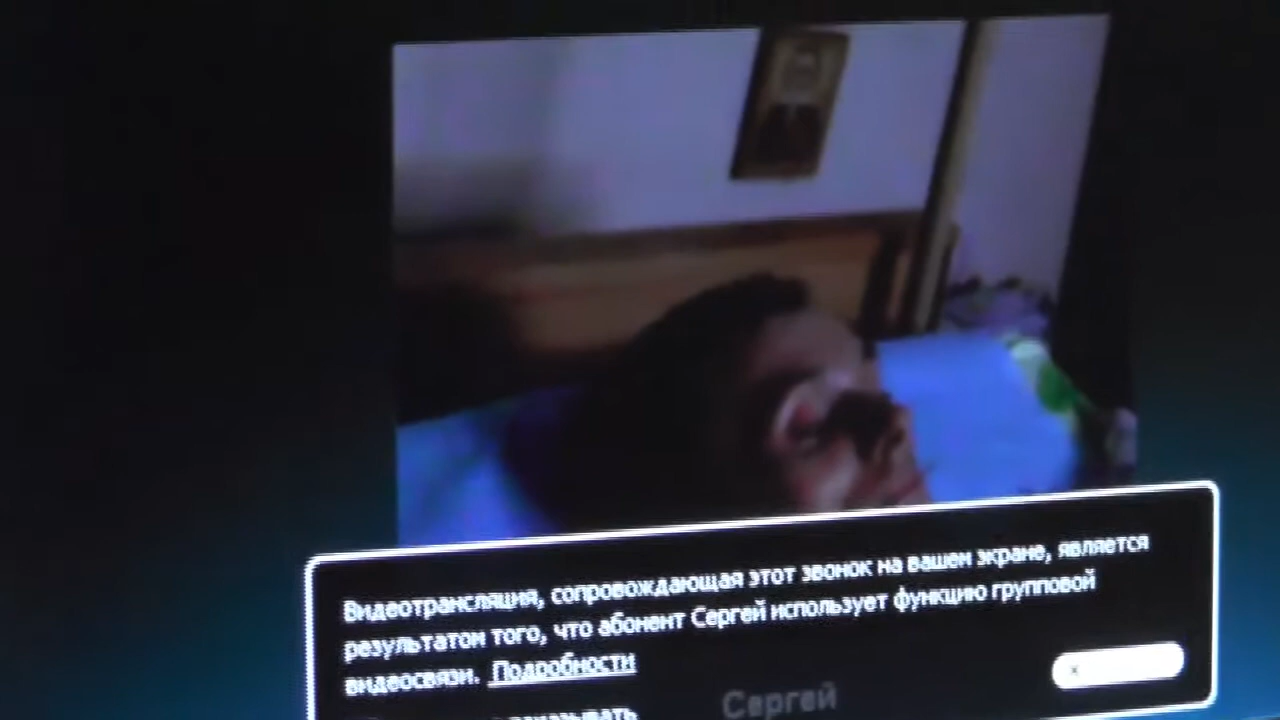 Видеотрансляция, сопровождающая этот звонок на вашем экране, является
результатом того, что абонент Сергей использует функцию групповой
видеосвязи. Подробности
Сергей